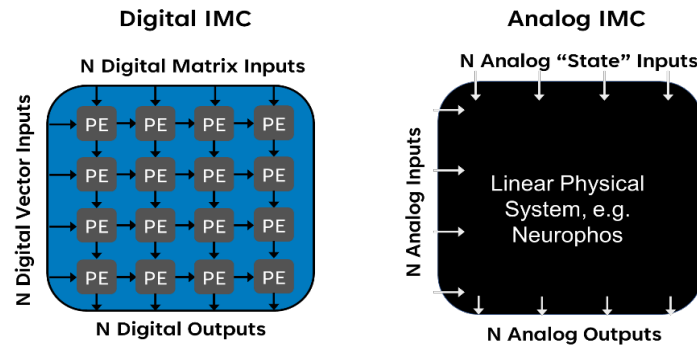 Digital IMC
N Digital Matrix Inputs
N Digital Vector Inputs
PE PE PE PE
PE PE PE PE
PE PE PE PE
PE PE PE PE
N Digital Outputs
Analog IMC
N Analog “State” Inputs
N Analog Inputs
Linear Physical
System, e.g.
Neurophos
N Analog Outputs